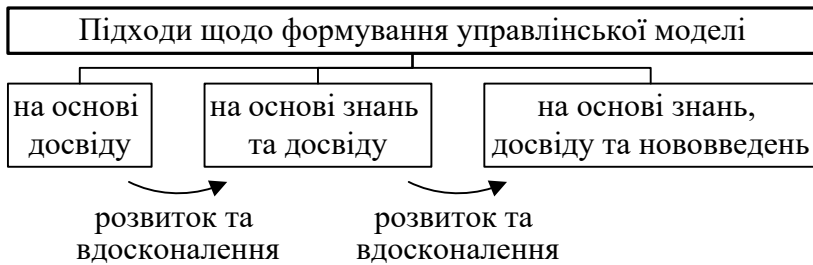 Підходи щодо формування управлінської моделі
на основі
досвіду
на основі знань
та досвіду
на основі знань,
досвіду та нововведень
розвиток та
вдосконалення
розвиток та
вдосконалення